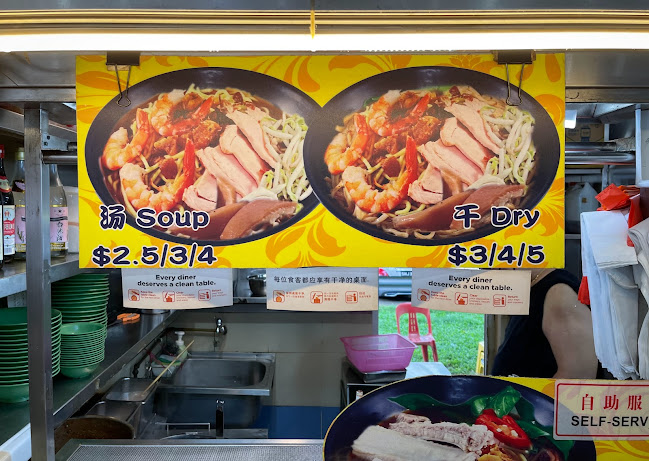 汤 Soup
$2.5/3/4
干 Dry
$3/4/5
Every diner
deserves a clean table.
每位食客都应享有干净的桌面
Every diner
deserves a clean table.
自助服
SELF-SERV